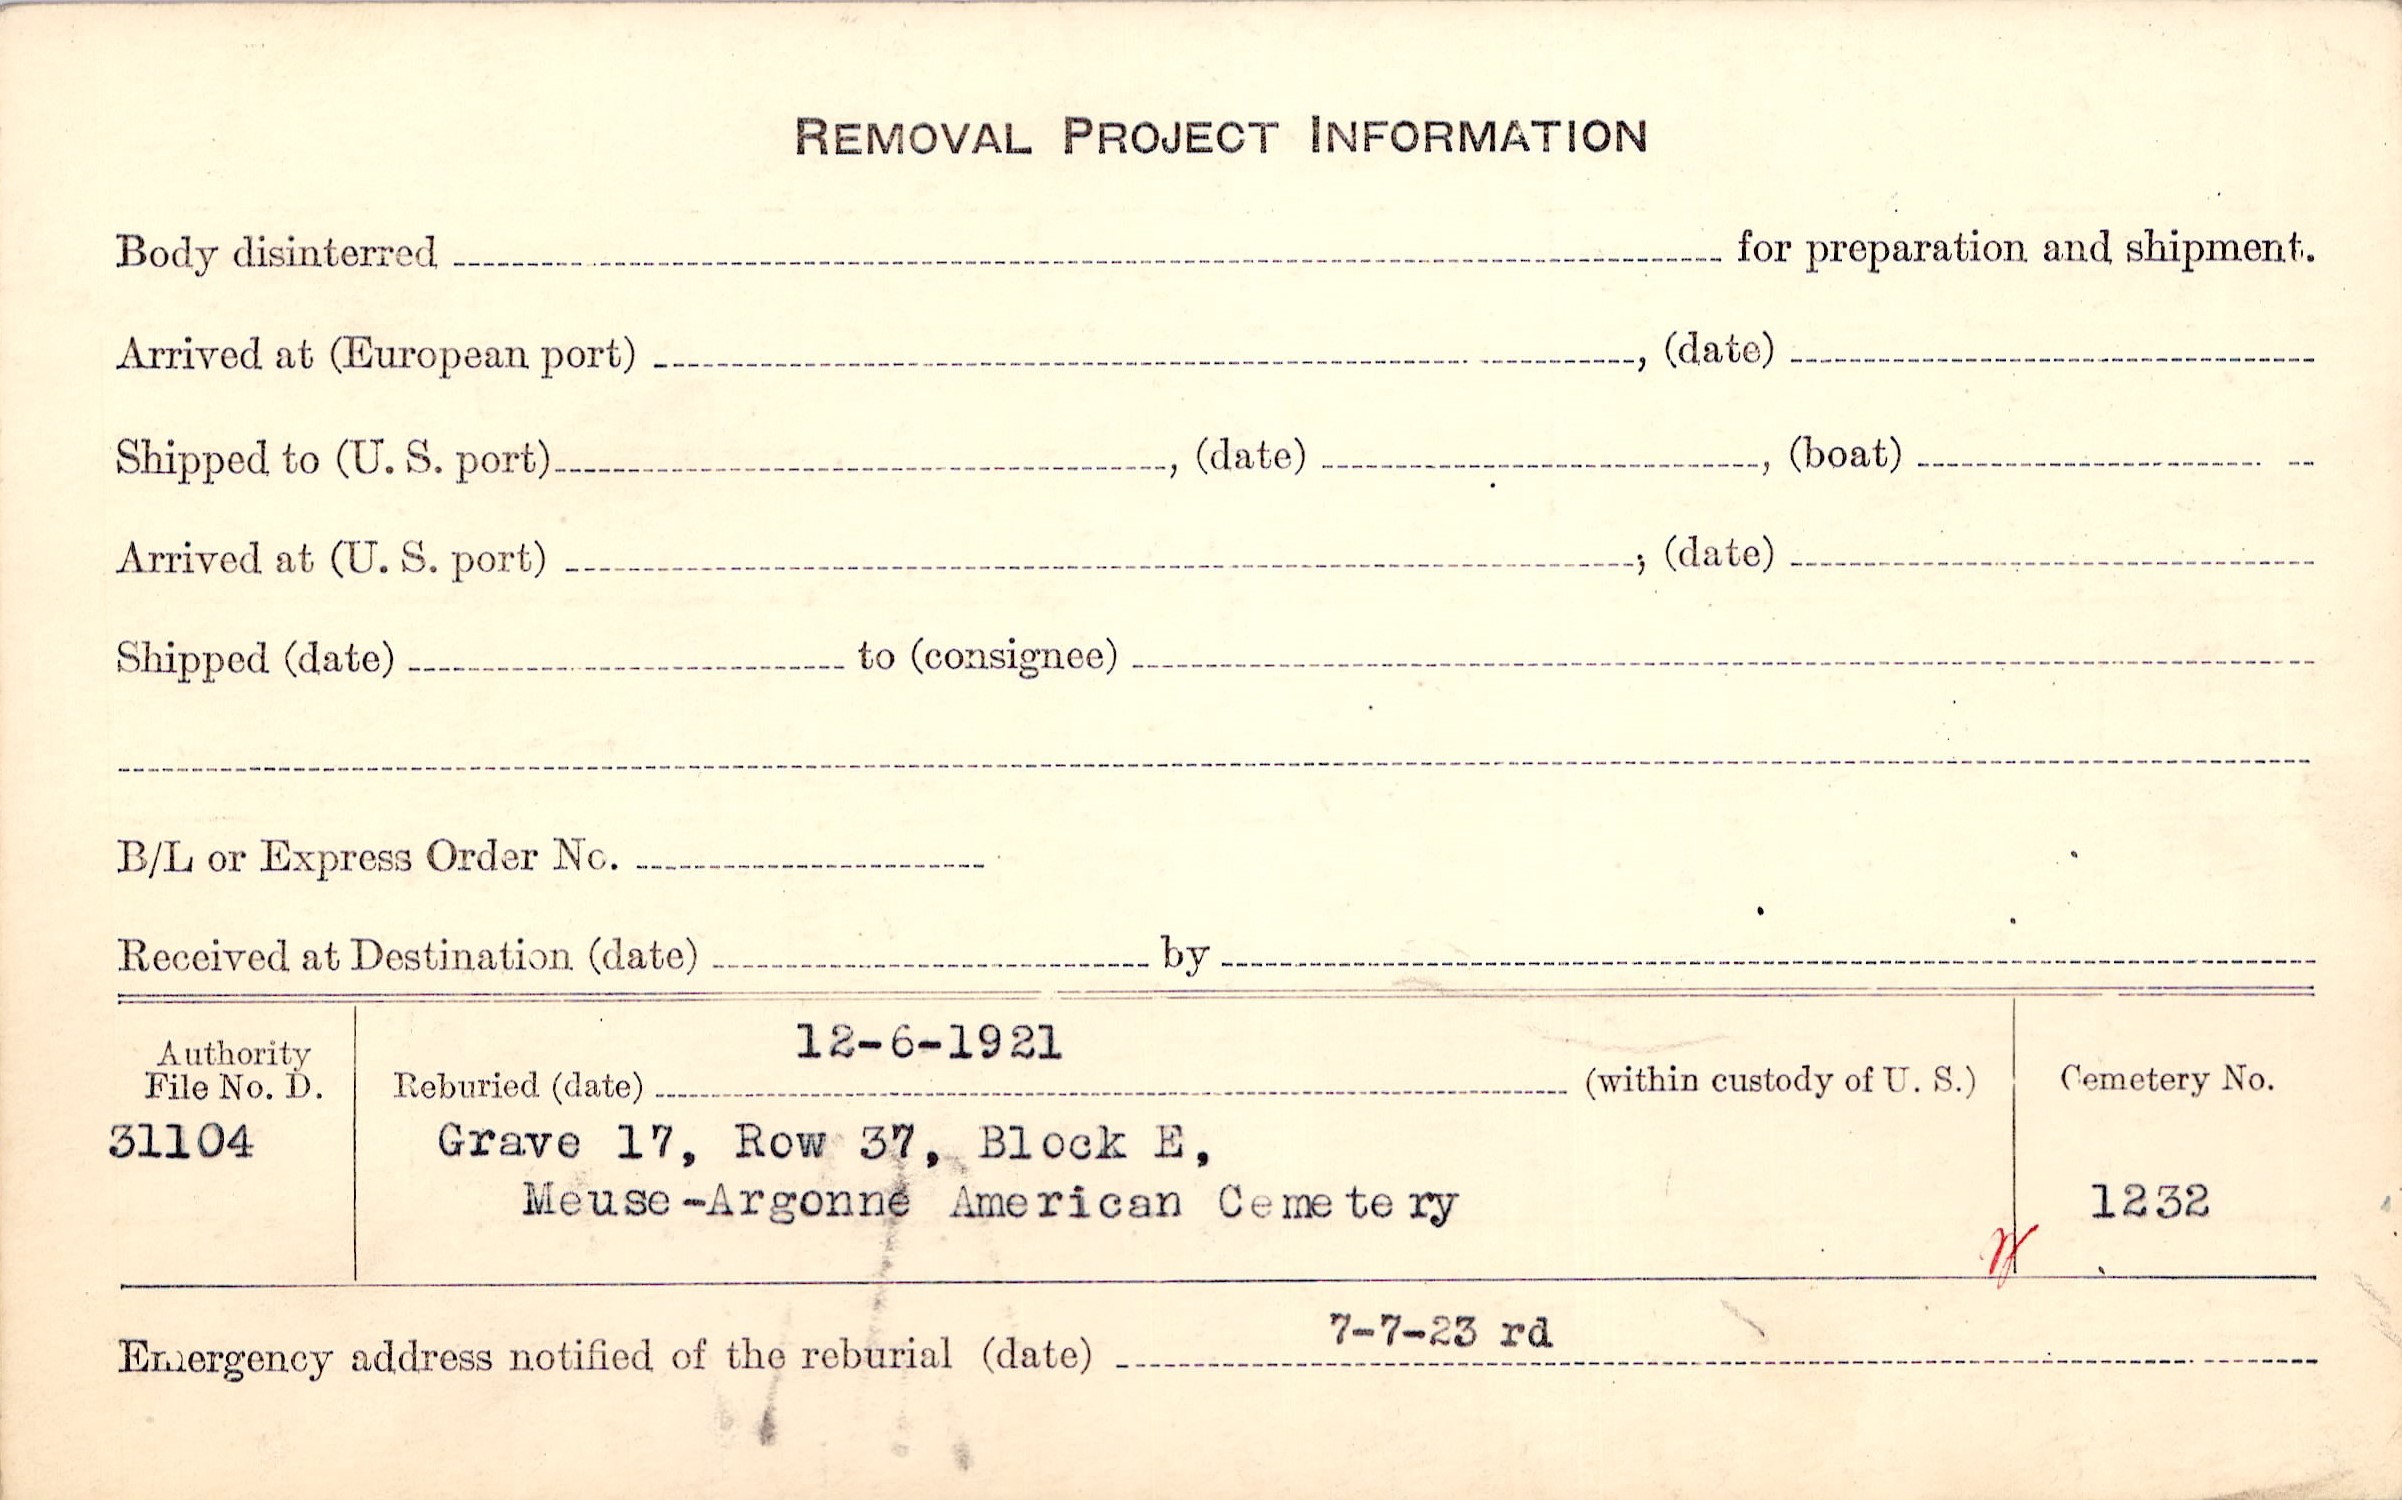 REMOVAL PROJECT INFORMATION
Body disinterred for preparation and shipment.
Arrived at (European port) , (date)
Shipped to (U. S. port) , (date) , (boat)
Arrived at (U. S. port) ; (date)
Shipped (date) to (consignee)
B/L or Express Order No.
Received at Destination (date) by
Authority
File No. D.
31104
12-6-1921
Reburied (date) (within custody of U. S.)
Grave 17, Row 37, Block E,
Meuse-Argonne American Cemetery
Cemetery No.
1232
7-7-23 rd
Emergency address notified of the reburial (date)